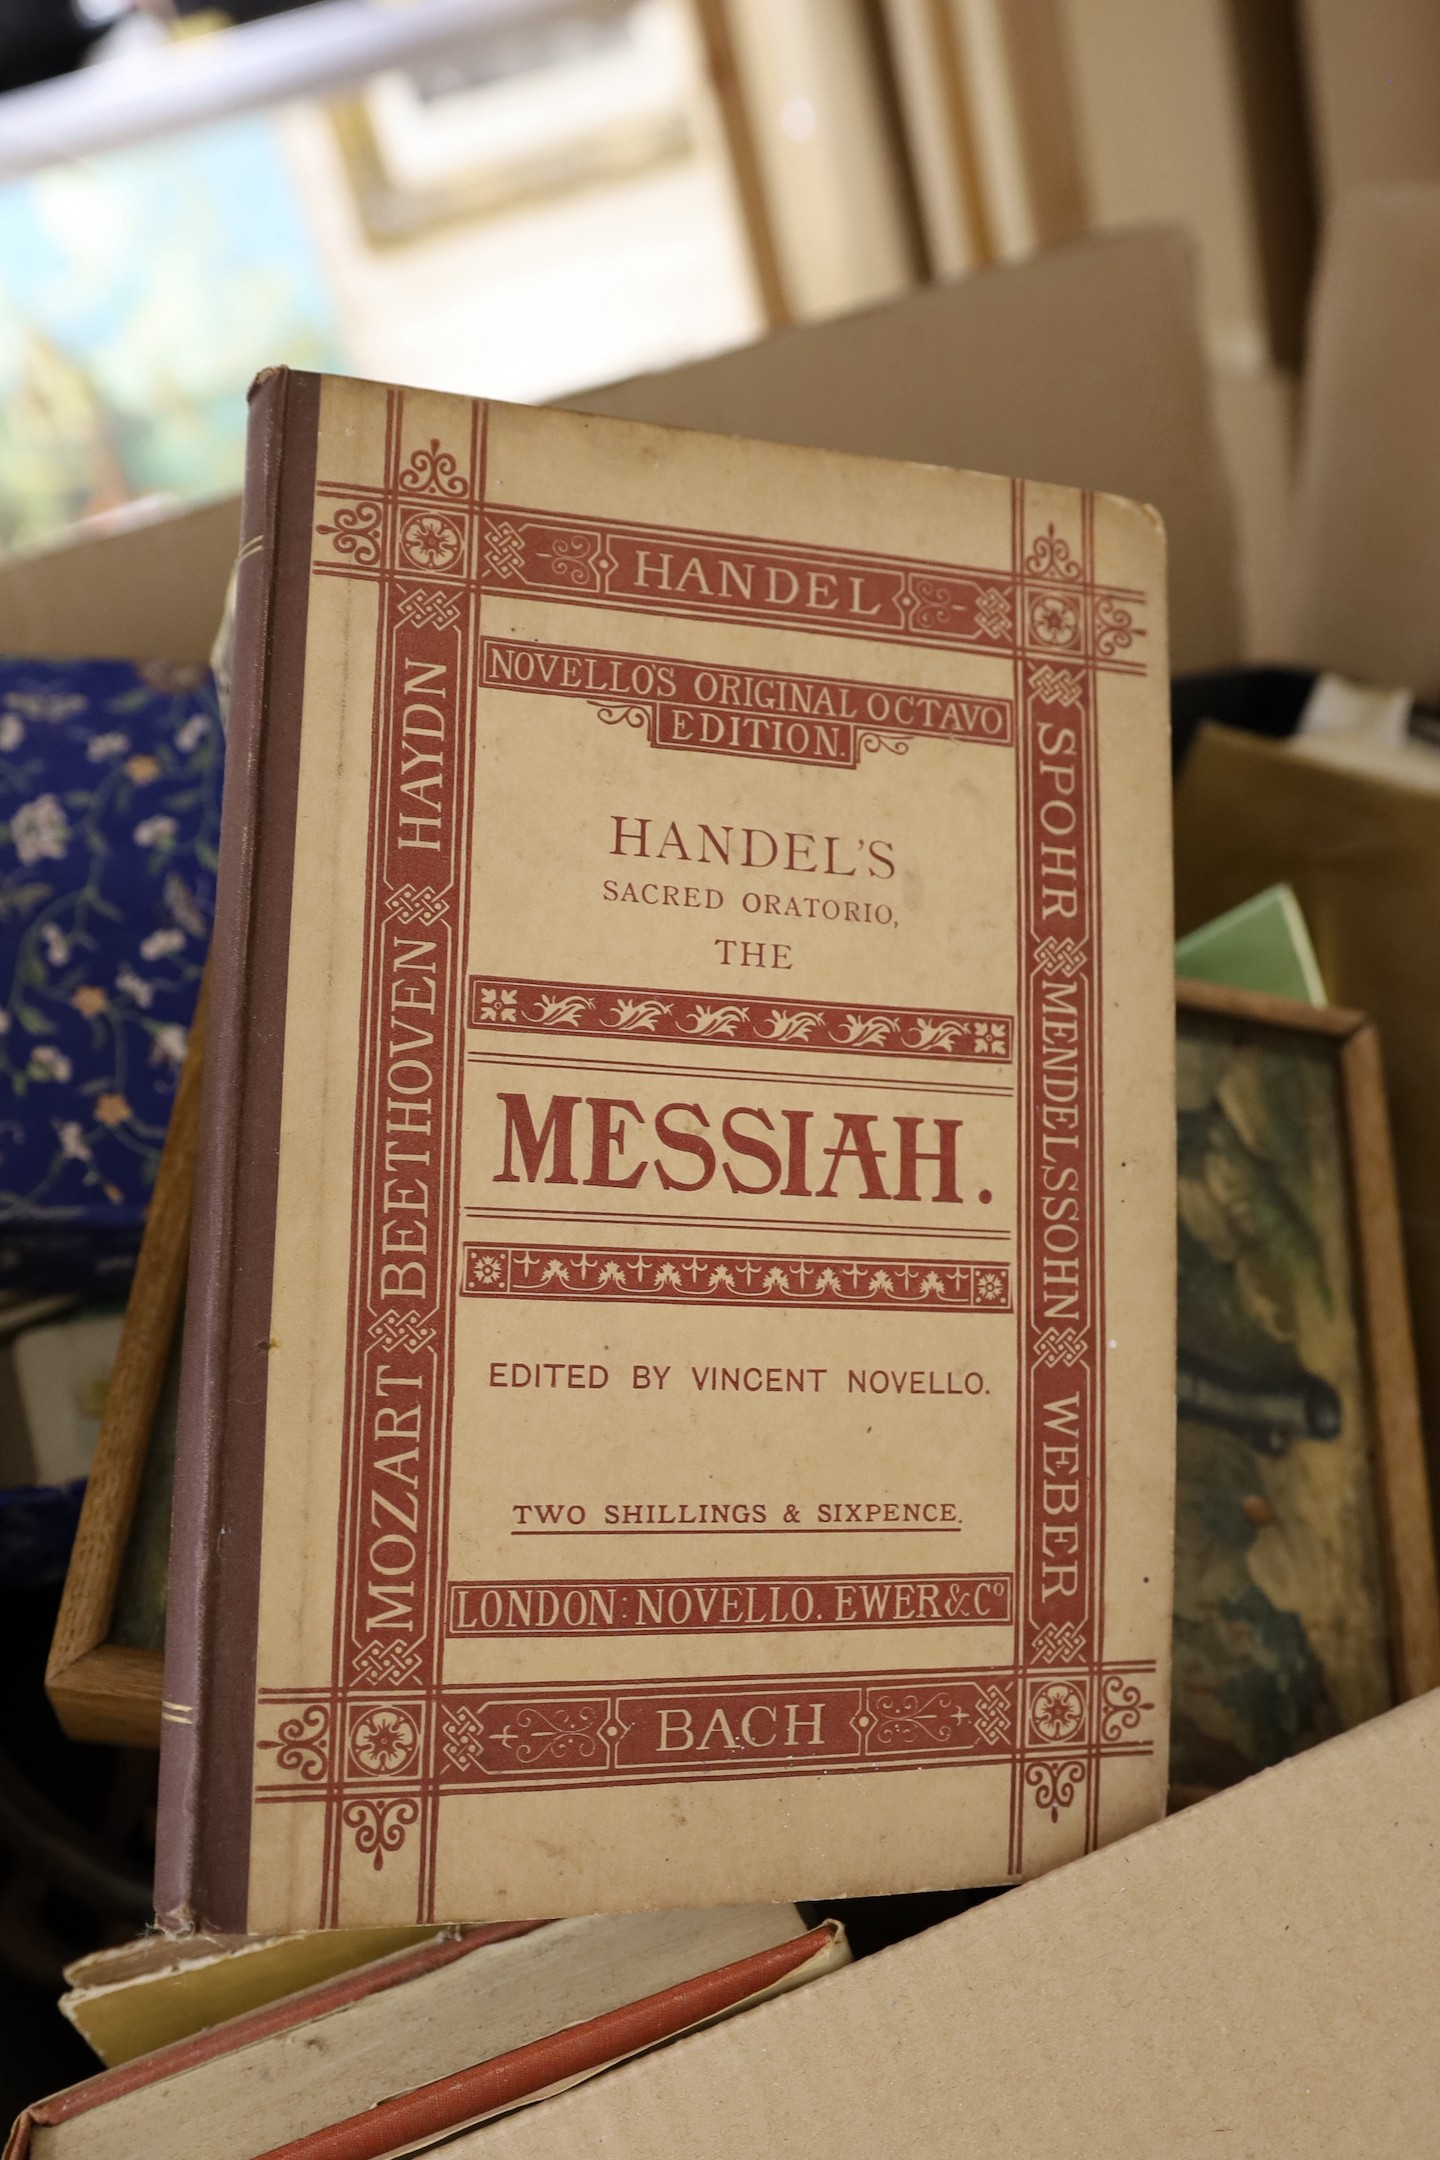 HANDEL
NOVELLO'S ORIGINAL OCTAVO
EDITION.
HANDEL'S
SACRED ORATORIO,
THE
MESSIAH.
EDITED BY VINCENT NOVELLO.
TWO SHILLINGS & SIXPENCE.
LONDON: NOVELLO. EWER & Co
BACH
MOZART BEETHOVEN HAYDN
SPOHR MENDELSSOHN WEBER